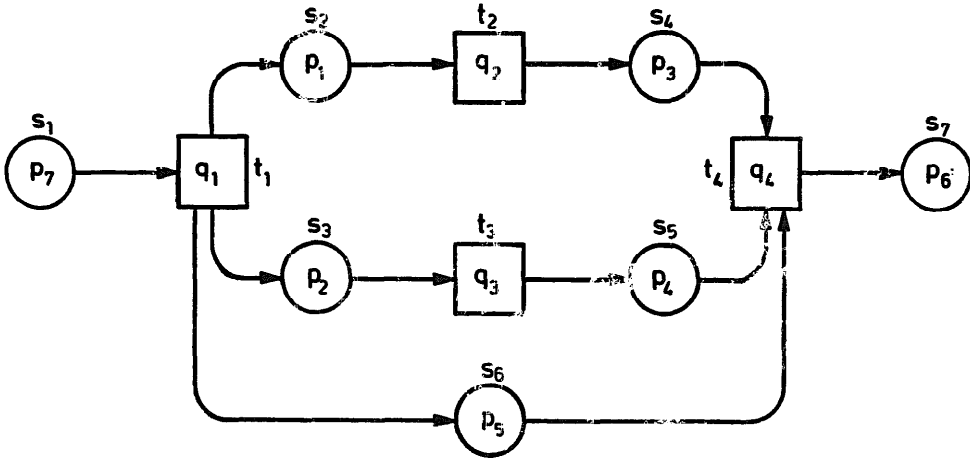 s₂
t₂
s₄
p₁
q₂
p₃
s₁
s₇
p₇
q₁
t₁
t₄
q₄
p₆
s₃
t₃
s₅
p₂
q₃
p₄
s₆
p₅